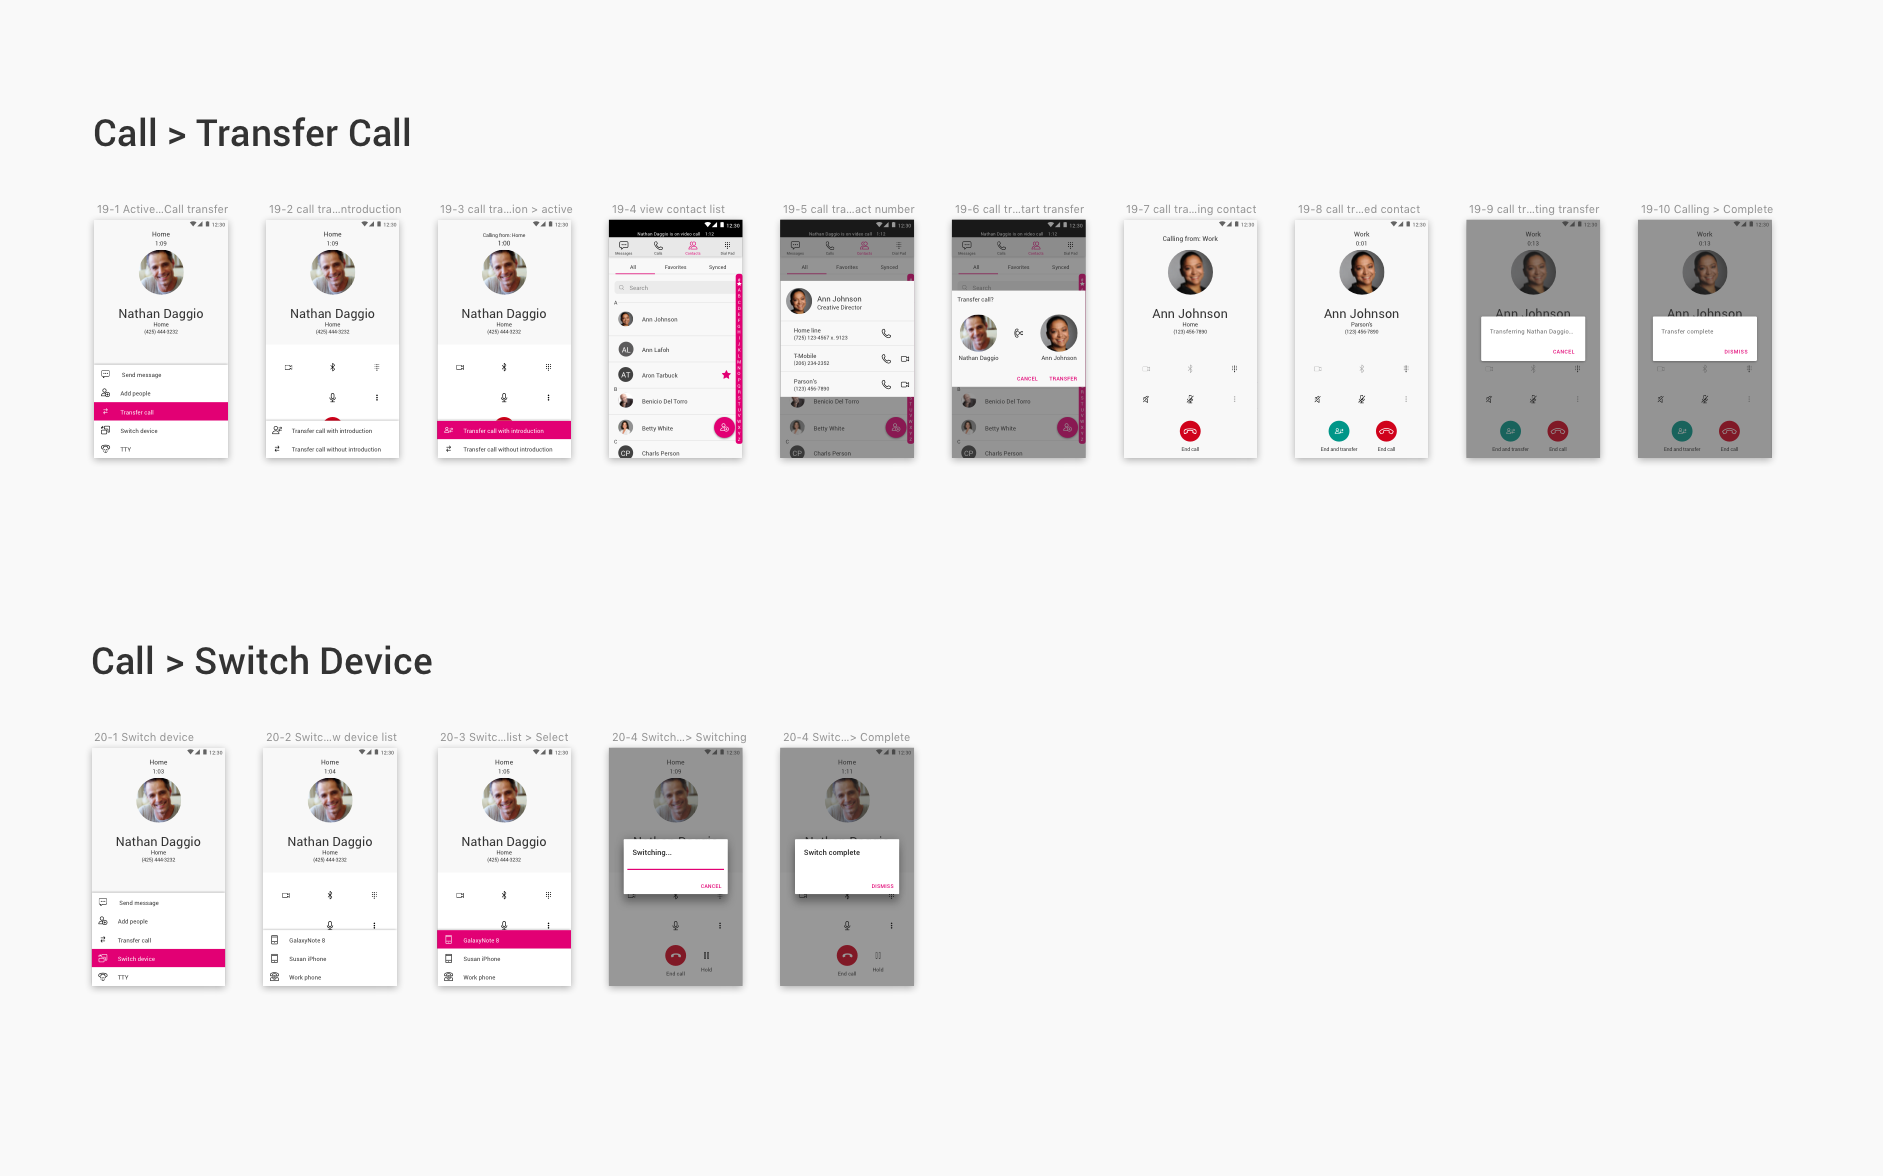 Call > Transfer Call
19-1 Active...Call transfer
12:30
Home
1:09
Nathan Daggio
Home
(425) 444-3232
Send message
Add people
Transfer call
Switch device
TTY
19-2 call tra...ntroduction
12:30
Home
1:09
Nathan Daggio
Home
(425) 444-3232
Transfer call with introduction
Transfer call without introduction
19-3 call tra...ion > active
12:30
Calling from: Home
1:00
Nathan Daggio
Home
(425) 444-3232
Transfer call with introduction
Transfer call without introduction
19-4 view contact list
12:30
Nathan Daggio is on video call 1:12
Messages Calls Contacts Dial Pad
All Favorites Synced
Search
A
Ann Johnson
AL Ann Lafoh
AT Aron Tarbuck
B
Benicio Del Torro
Betty White
C
CP Charls Person
19-5 call tra...act number
12:30
Nathan Daggio is on video call 1:12
Messages Calls Contacts Dial Pad
All Favorites Synced
Ann Johnson
Creative Director
Home line
(725) 123-4567 x. 9123
T-Mobile
(206) 234-2352
Parson's
(123) 456-7890
Benicio Del Torro
Betty White
C
CP Charls Person
19-6 call tr...tart transfer
12:30
Nathan Daggio is on video call 1:12
Messages Calls Contacts Dial Pad
All Favorites Synced
Search
Transfer call?
Nathan Daggio Ann Johnson
CANCEL TRANSFER
Benicio Del Torro
Betty White
C
CP Charls Person
19-7 call tra...ing contact
12:30
Calling from: Work
Ann Johnson
Home
(123) 456-7890
End call
19-8 call tr...ed contact
12:30
Work
0:01
Ann Johnson
Parson's
(123) 456-7890
End and transfer End call
19-9 call tr...ting transfer
12:30
Work
0:13
Ann Johnson
Transferring Nathan Daggio...
CANCEL
End and transfer End call
19-10 Calling > Complete
12:30
Work
0:13
Ann Johnson
Transfer complete
DISMISS
End and transfer End call
Call > Switch Device
20-1 Switch device
12:30
Home
1:03
Nathan Daggio
Home
(425) 444-3232
Send message
Add people
Transfer call
Switch device
TTY
20-2 Switc...w device list
12:30
Home
1:04
Nathan Daggio
Home
(425) 444-3232
GalaxyNote 8
Susan iPhone
Work phone
20-3 Switc...list > Select
12:30
Home
1:05
Nathan Daggio
Home
(425) 444-3232
GalaxyNote 8
Susan iPhone
Work phone
20-4 Switch...> Switching
12:30
Home
1:09
Switching...
CANCEL
End call Hold
20-4 Switc...> Complete
12:30
Home
1:11
Switch complete
DISMISS
End call Hold